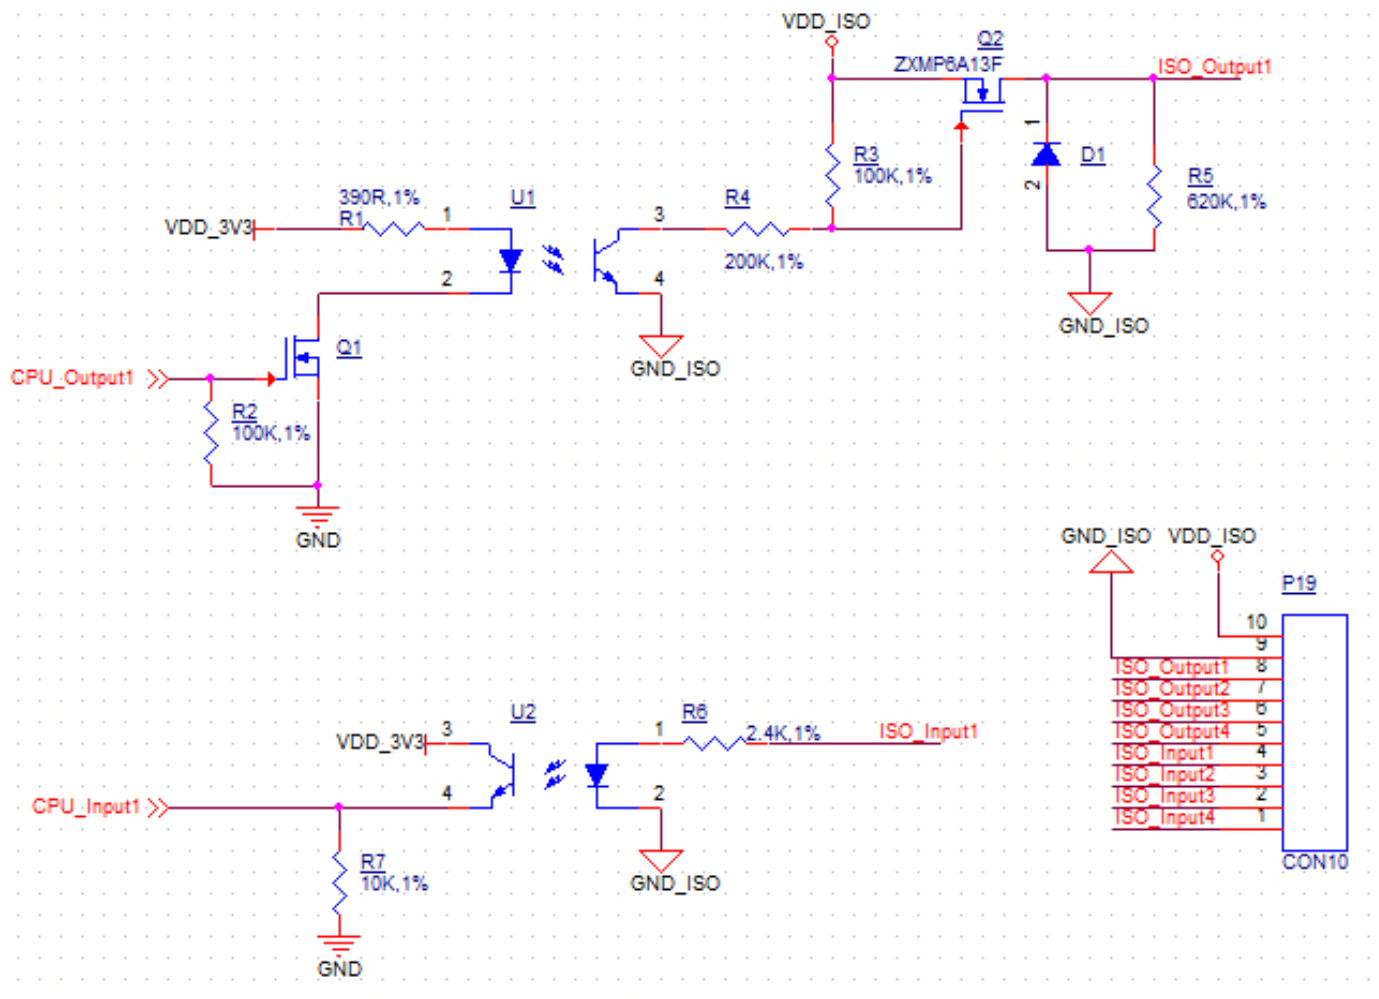 VDD_ISO
Q2
ZXMP6A13F
ISO_Output1
1
D1
2
R3
100K,1%
R5
620K,1%
390R,1%
R1
VDD_3V3
1
U1
3
R4
200K,1%
2
4
GND_ISO
GND_ISO
Q1
CPU_Output1
R2
100K,1%
GND
GND_ISO
VDD_ISO
P19
10
9
ISO_Output1 8
ISO_Output2 7
ISO_Output3 6
ISO_Output4 5
ISO_Input1 4
ISO_Input2 3
ISO_Input3 2
ISO_Input4 1
CON10
U2
3
VDD_3V3
4
CPU_Input1
R7
10K,1%
GND
1
R6
2.4K,1%
ISO_Input1
2
GND_ISO